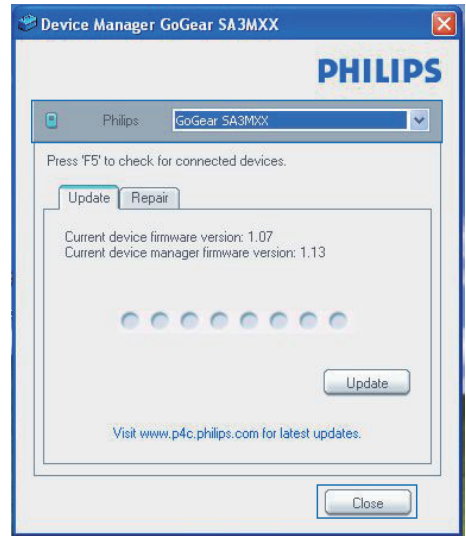 Device Manager GoGear SA3MXX
PHILIPS
Philips GoGear SA3MXX
Press 'F5' to check for connected devices.
Update Repair
Current device firmware version: 1.07
Current device manager firmware version: 1.13
Update
Visit www.p4c.philips.com for latest updates.
Close